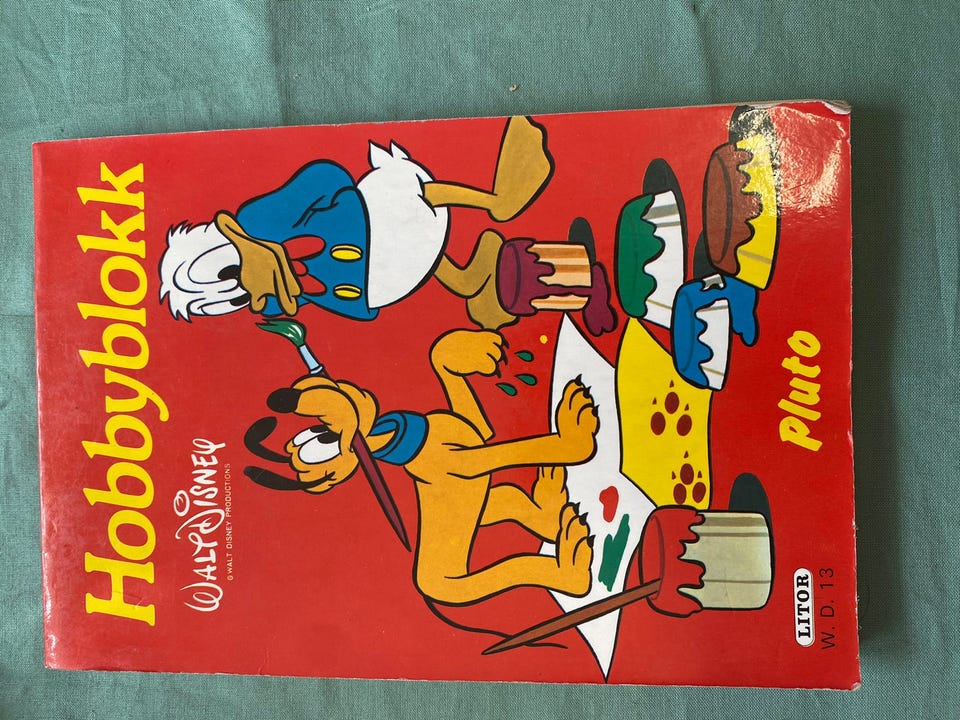 Hobbyblokk
WALT DISNEY
© WALT DISNEY PRODUCTIONS
Pluto
LITOR
W. D. 13